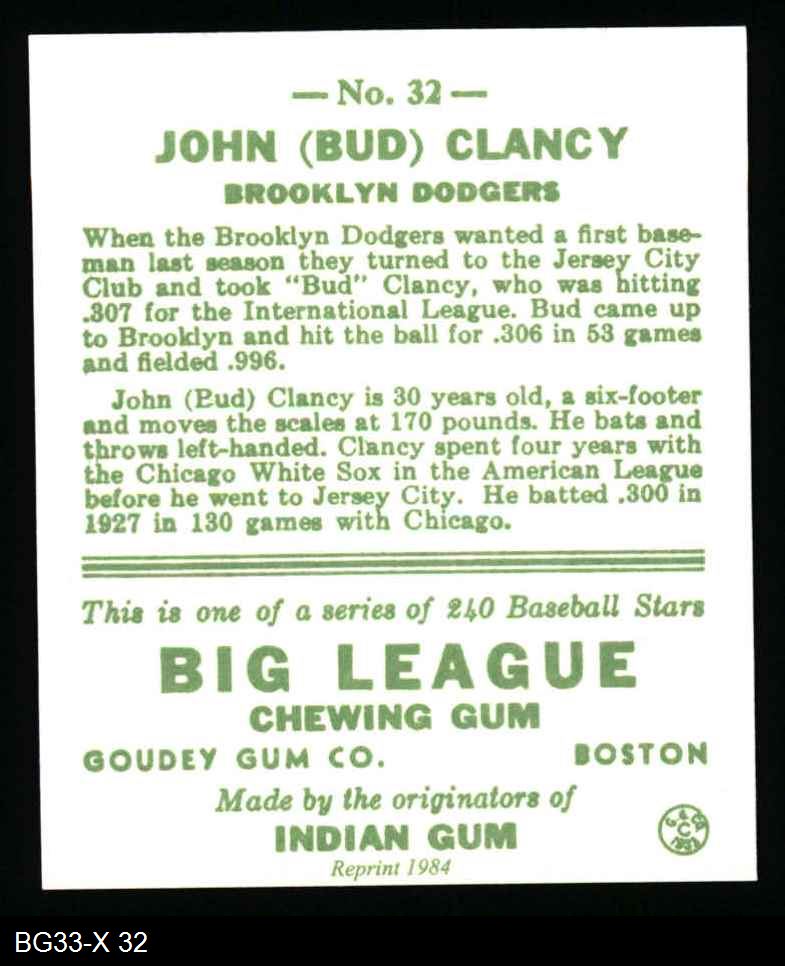 — No. 32 —
JOHN (BUD) CLANCY
BROOKLYN DODGERS
When the Brooklyn Dodgers wanted a first base-
man last season they turned to the Jersey City
Club and took "Bud" Clancy, who was hitting
.307 for the International League. Bud came up
to Brooklyn and hit the ball for .306 in 53 games
and fielded .996.
John (Bud) Clancy is 30 years old, a six-footer
and moves the scales at 170 pounds. He bats and
throws left-handed. Clancy spent four years with
the Chicago White Sox in the American League
before he went to Jersey City. He batted .300 in
1927 in 130 games with Chicago.
This is one of a series of 240 Baseball Stars
BIG LEAGUE
CHEWING GUM
GOUDEY GUM CO. BOSTON
Made by the originators of
INDIAN GUM
Reprint 1984
C
1933
BG33-X 32